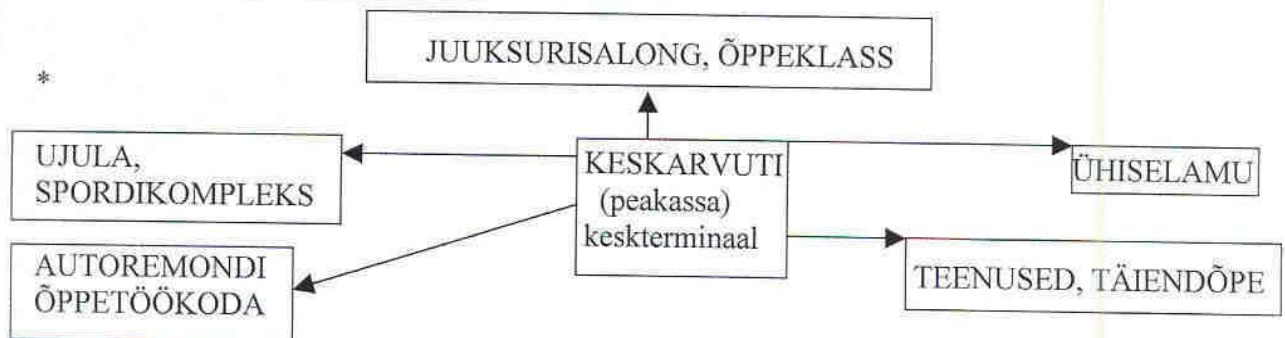 JUUKSURISALONG, ÕPPEKLASS
*
UJULA,
SPORDIKOMPLEKS
KESKARVUTI
(peakassa)
keskterminaal
ÜHISELAMU
AUTOREMONDI
ÕPPETÖÖKODA
TEENUSED, TÄIENDÕPE